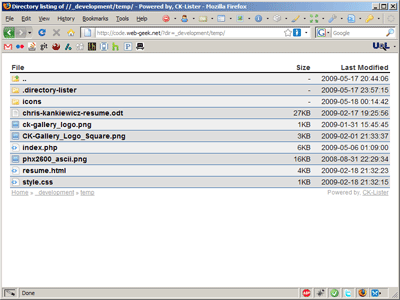 Directory listing of //_development/temp/ - Powered by, CK-Lister - Mozilla Firefox
File Edit View History Bookmarks Tools Help
http://code.web-geek.net/?dir=_development/temp/ Google
File Size Last Modified
.. - 2009-05-17 20:44:06
.directory-lister - 2009-05-17 23:57:15
icons - 2009-05-18 00:14:42
chris-kankiewicz-resume.odt 27KB 2009-02-17 19:25:56
ck-gallery_logo.png 1KB 2009-01-31 15:45:45
CK-Gallery_Logo_Square.png 3KB 2009-02-01 21:33:37
index.php 6KB 2009-05-06 01:09:00
phx2600_ascii.png 16KB 2008-08-31 22:29:34
resume.html 4KB 2009-02-18 21:32:23
style.css 1KB 2009-02-18 21:32:15
Home » _development » temp Powered by, CK-Lister
Done